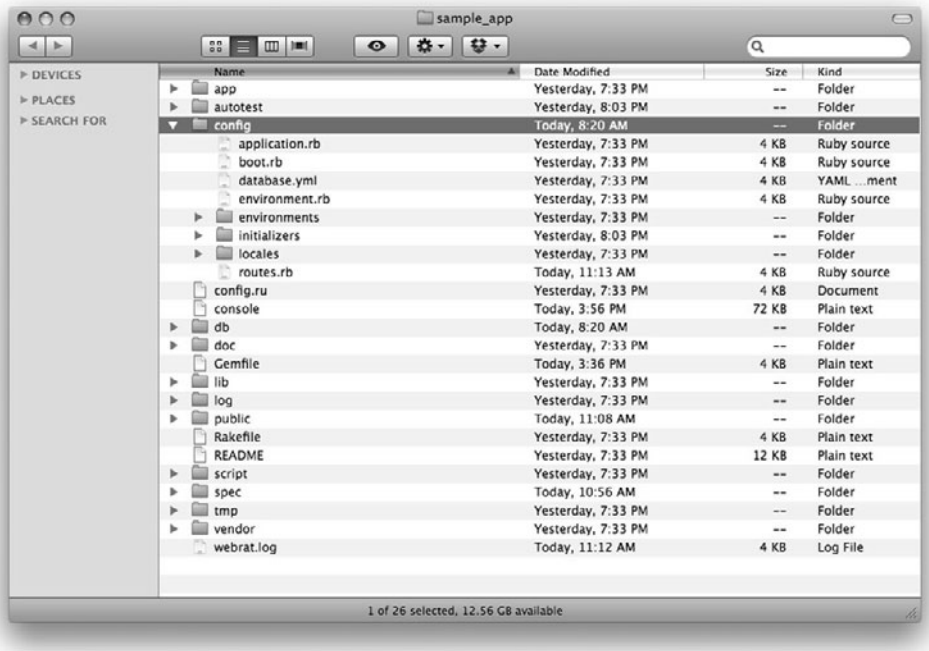 sample_app
DEVICES
PLACES
SEARCH FOR
Name Date Modified Size Kind
app Yesterday, 7:33 PM -- Folder
autotest Yesterday, 8:03 PM -- Folder
config Today, 8:20 AM -- Folder
application.rb Yesterday, 7:33 PM 4 KB Ruby source
boot.rb Yesterday, 7:33 PM 4 KB Ruby source
database.yml Yesterday, 7:33 PM 4 KB YAML ...ment
environment.rb Yesterday, 7:33 PM 4 KB Ruby source
environments Yesterday, 7:33 PM -- Folder
initializers Yesterday, 8:03 PM -- Folder
locales Yesterday, 7:33 PM -- Folder
routes.rb Today, 11:13 AM 4 KB Ruby source
config.ru Yesterday, 7:33 PM 4 KB Document
console Today, 3:56 PM 72 KB Plain text
db Today, 8:20 AM -- Folder
doc Yesterday, 7:33 PM -- Folder
Gemfile Today, 3:36 PM 4 KB Plain text
lib Yesterday, 7:33 PM -- Folder
log Yesterday, 7:33 PM -- Folder
public Today, 11:08 AM -- Folder
Rakefile Yesterday, 7:33 PM 4 KB Plain text
README Yesterday, 7:33 PM 12 KB Plain text
script Yesterday, 7:33 PM -- Folder
spec Today, 10:56 AM -- Folder
tmp Yesterday, 7:33 PM -- Folder
vendor Yesterday, 7:33 PM -- Folder
webrat.log Today, 11:12 AM 4 KB Log File
1 of 26 selected, 12.56 GB available